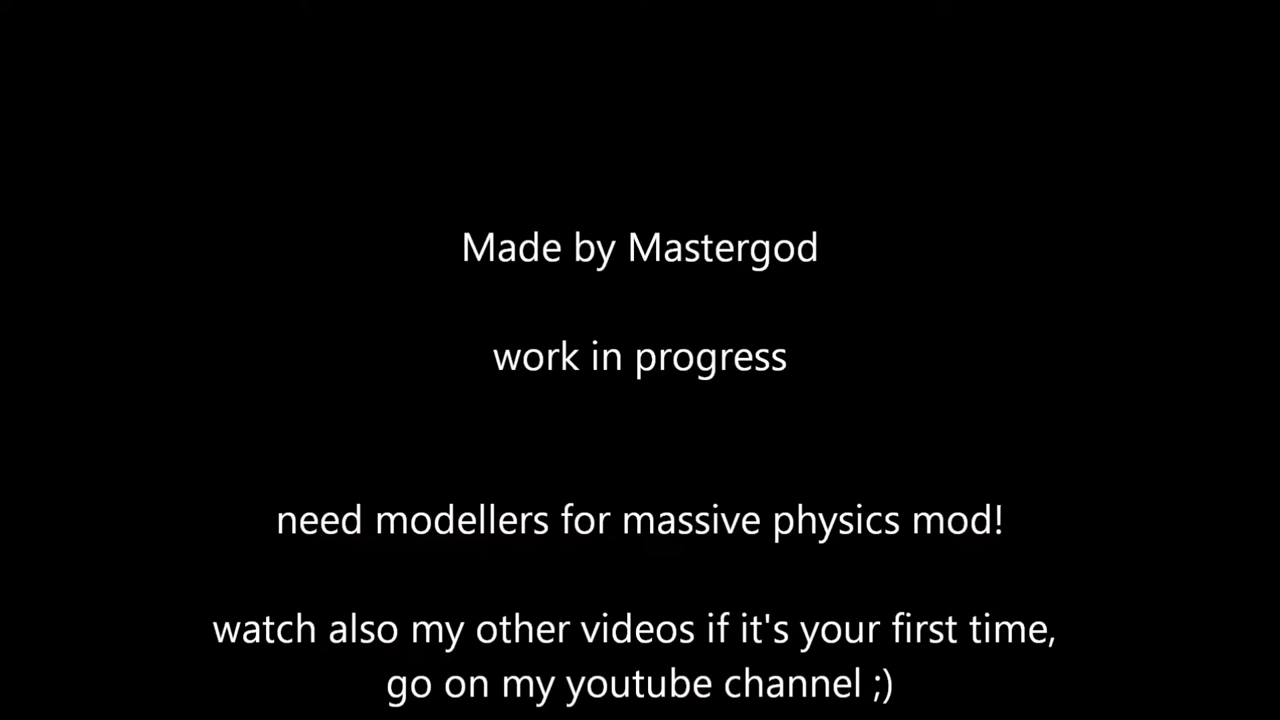 Made by Mastergod
work in progress
need modellers for massive physics mod!
watch also my other videos if it's your first time,
go on my youtube channel ;)